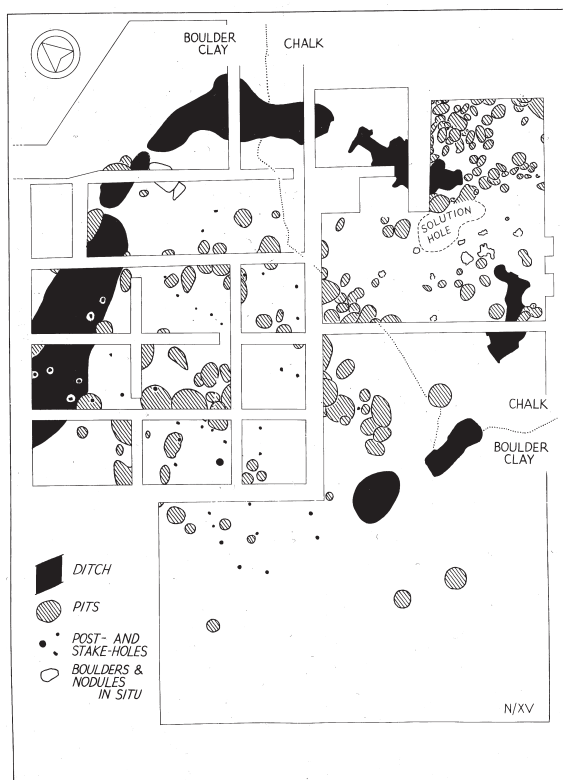 BOULDER
CLAY
CHALK
SOLUTION
HOLE
CHALK
BOULDER
CLAY
DITCH
PITS
POST- AND
STAKE-HOLES
BOULDERS &
NODULES
IN SITU
N/XV